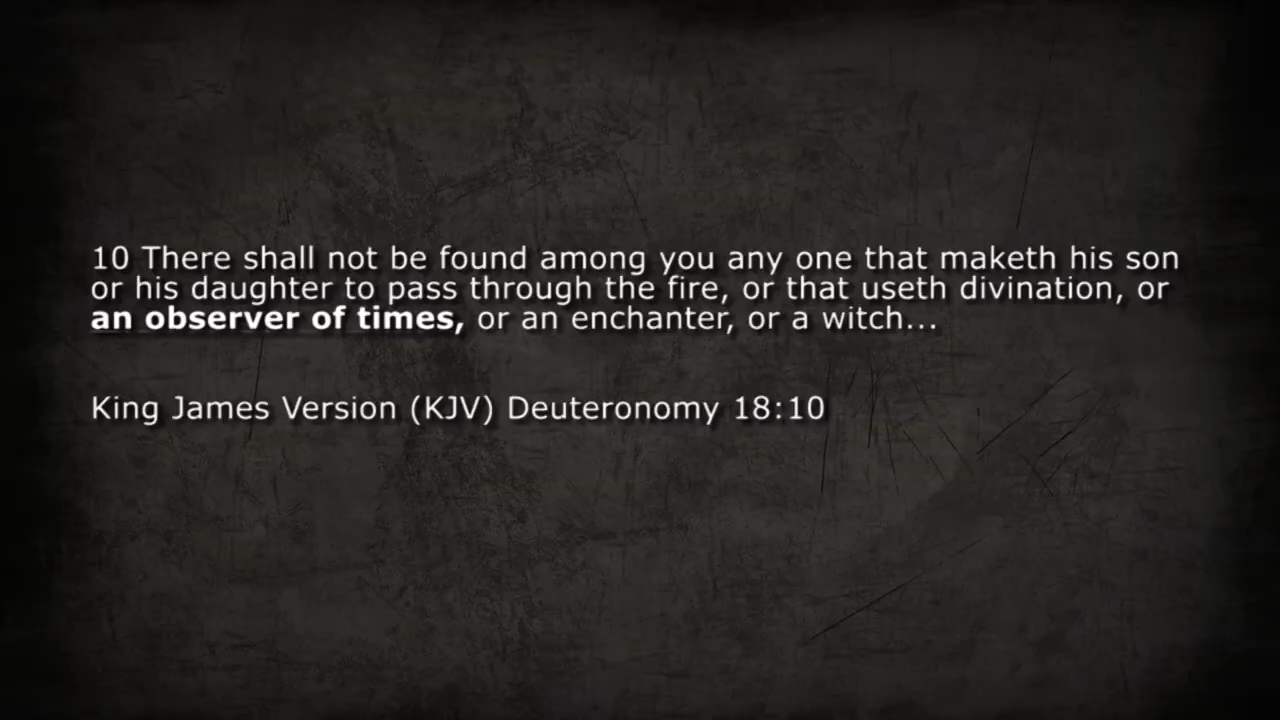 10 There shall not be found among you any one that maketh his son
or his daughter to pass through the fire, or that useth divination, or
an observer of times, or an enchanter, or a witch...
King James Version (KJV) Deuteronomy 18:10